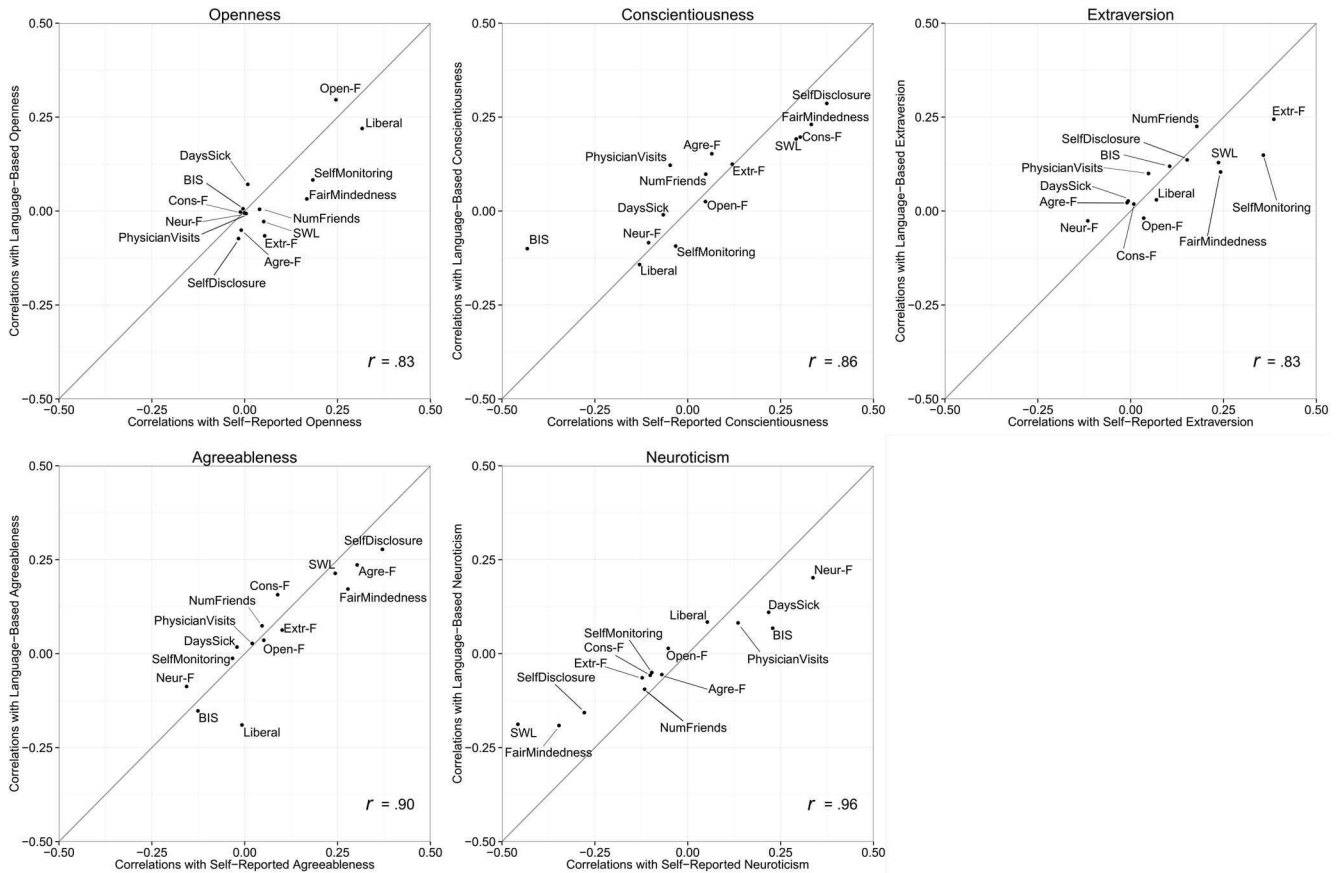 Openness
Correlations with Language−Based Openness
0.50
0.25
0.00
−0.25
−0.50
Open-F
Liberal
DaysSick
BIS
SelfMonitoring
Cons-F
FairMindedness
Neur-F
NumFriends
PhysicianVisits
SWL
Extr-F
Agre-F
SelfDisclosure
r = .83
−0.50
−0.25
0.00
0.25
0.50
Correlations with Self−Reported Openness
Conscientiousness
Correlations with Language−Based Conscientiousness
0.50
0.25
0.00
−0.25
−0.50
SelfDisclosure
FairMindedness
Cons-F
SWL
Agre-F
PhysicianVisits
Extr-F
NumFriends
Open-F
DaysSick
Neur-F
BIS
SelfMonitoring
Liberal
r = .86
−0.50
−0.25
0.00
0.25
0.50
Correlations with Self−Reported Conscientiousness
Extraversion
Correlations with Language−Based Extraversion
0.50
0.25
0.00
−0.25
−0.50
Extr-F
NumFriends
SelfDisclosure
BIS
SWL
PhysicianVisits
DaysSick
Liberal
Agre-F
SelfMonitoring
Neur-F
Open-F
FairMindedness
Cons-F
r = .83
−0.50
−0.25
0.00
0.25
0.50
Correlations with Self−Reported Extraversion
Agreeableness
Correlations with Language−Based Agreeableness
0.50
0.25
0.00
−0.25
−0.50
SelfDisclosure
SWL
Agre-F
Cons-F
FairMindedness
NumFriends
PhysicianVisits
Extr-F
DaysSick
Open-F
SelfMonitoring
Neur-F
BIS
Liberal
r = .90
−0.50
−0.25
0.00
0.25
0.50
Correlations with Self−Reported Agreeableness
Neuroticism
Correlations with Language−Based Neuroticism
0.50
0.25
0.00
−0.25
−0.50
Neur-F
DaysSick
Liberal
BIS
SelfMonitoring
Cons-F
Open-F
PhysicianVisits
Extr-F
SelfDisclosure
Agre-F
NumFriends
SWL
FairMindedness
r = .96
−0.50
−0.25
0.00
0.25
0.50
Correlations with Self−Reported Neuroticism